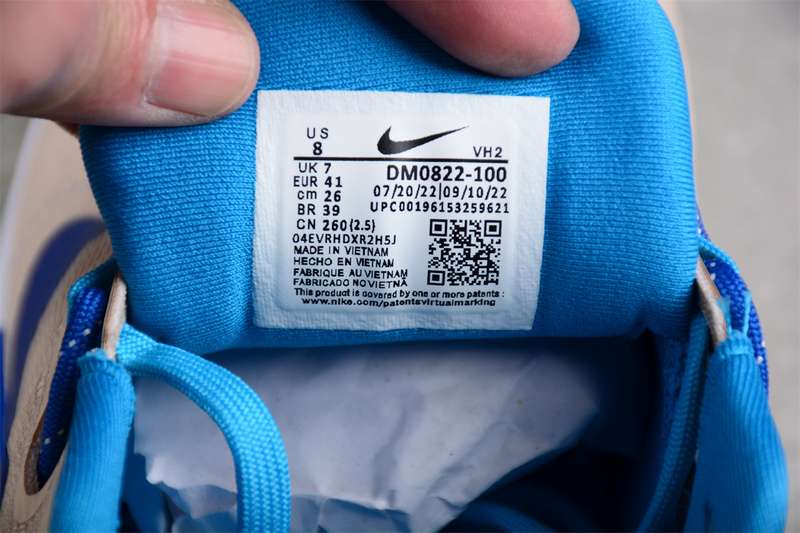 US
8
VH2
UK 7
EUR 41
cm 26
BR 39
CN 260(2.5)
DM0822-100
07/20/22|09/10/22
UPC00196153259621
04EVRHDXR2H5J
MADE IN VIETNAM
HECHO EN VIETNAM
FABRIQUE AU VIETNAM
FABRICADO NO VIETNÃ
This product is covered by one or more patents :
www.nike.com/patentsvirtualmarking